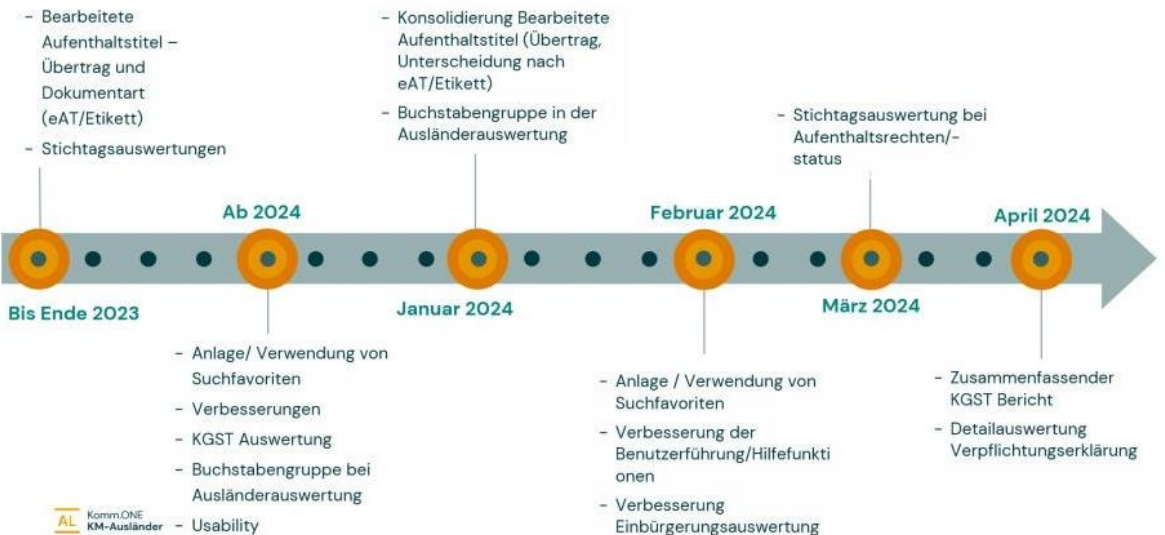 - Bearbeitete
Aufenthaltstitel –
Übertrag und
Dokumentart
(eAT/Etikett)
- Stichtagsauswertungen
- Konsolidierung Bearbeitete
Aufenthaltstitel (Übertrag,
Unterscheidung nach
eAT/Etikett)
- Buchstabengruppe in der
Ausländerauswertung
- Stichtagsauswertung bei
Aufenthaltsrechten/-
status
Ab 2024
Februar 2024
April 2024
Bis Ende 2023
Januar 2024
März 2024
- Anlage/ Verwendung von
Suchfavoriten
- Verbesserungen
- KGST Auswertung
- Buchstabengruppe bei
Ausländerauswertung
- Usability
- Anlage / Verwendung von
Suchfavoriten
- Verbesserung der
Benutzerführung/Hilfefunkti
onen
- Verbesserung
Einbürgerungsauswertung
- Zusammenfassender
KGST Bericht
- Detailauswertung
Verpflichtungserklärung
AL
Komm.ONE
KM-Ausländer